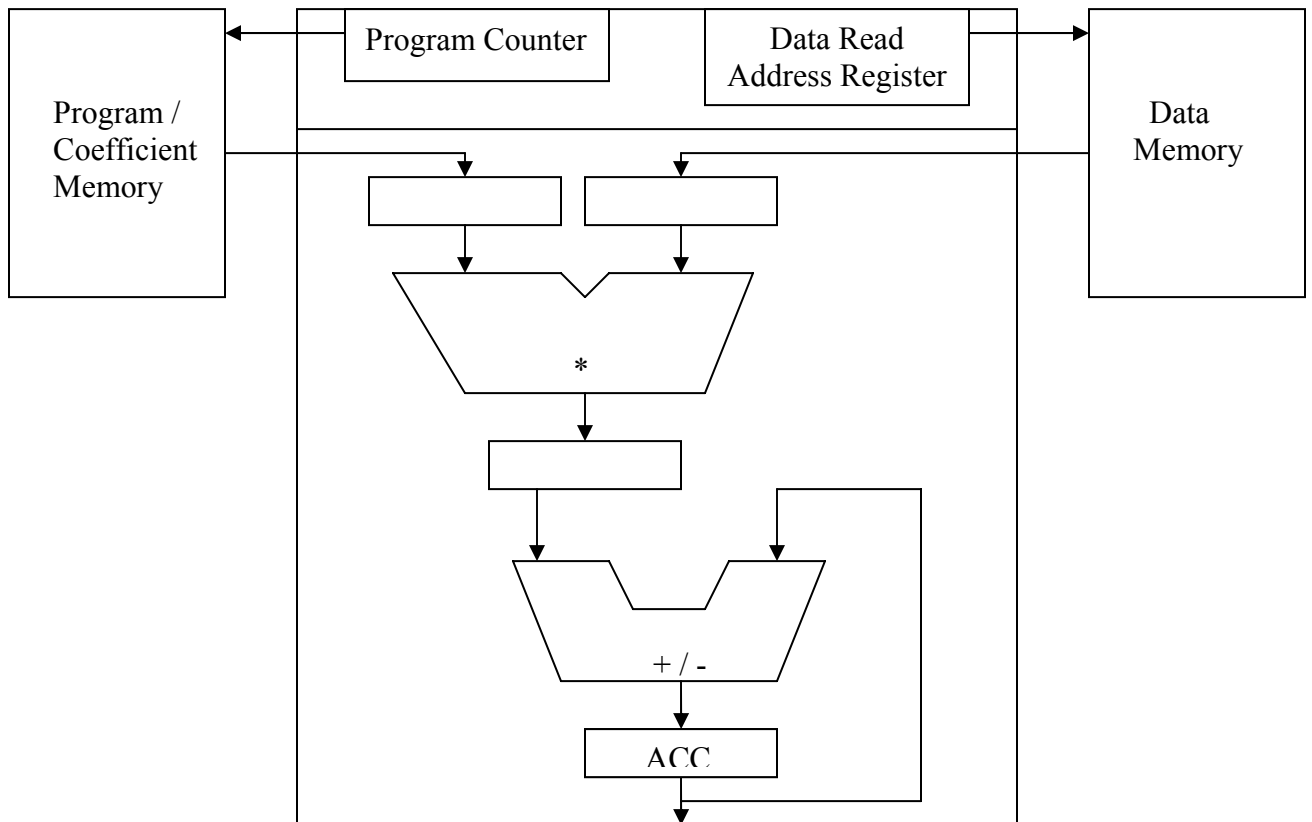 Program Counter
Data Read
Address Register
Program /
Coefficient
Memory
Data
Memory
*
+ / -
ACC